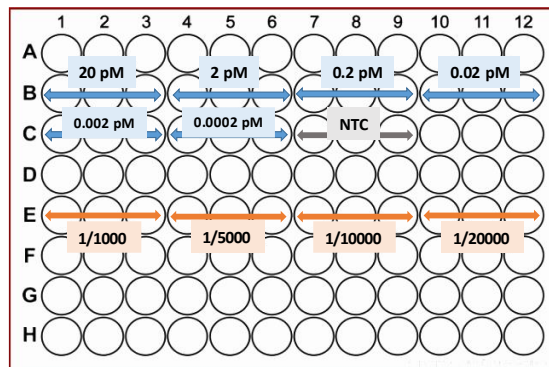 1 2 3 4 5 6 7 8 9 10 11 12
A
20 pM 2 pM 0.2 pM 0.02 pM
B
0.002 pM 0.0002 pM NTC
C
D
E
1/1000 1/5000 1/10000 1/20000
F
G
H